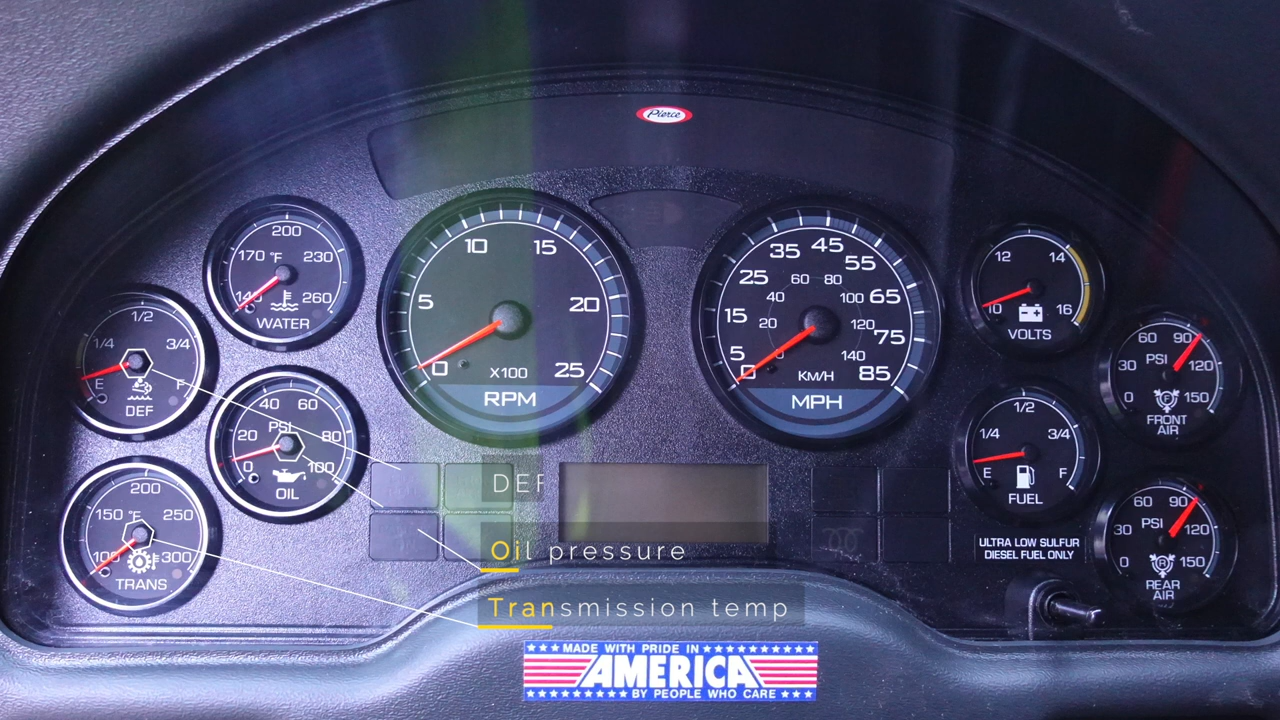 Pierce
200
170 °F 230
140 260
WATER
1/2
1/4 3/4
E F
DEF
40 60
PSI
20 80
0 100
OIL
200
150 °F 250
100 300
TRANS
10 15
5 20
0 25
X100
RPM
35 45
25 55
15 65
5 75
0 85
60 80
40 100
20 120
0 140
KM/H
MPH
12 14
10 16
VOLTS
1/2
1/4 3/4
E F
FUEL
60 90
PSI
30 120
0 150
F
FRONT
AIR
60 90
PSI
30 120
0 150
R
REAR
AIR
ULTRA LOW SULFUR
DIESEL FUEL ONLY
DEF
Oil pressure
Transmission temp
MADE WITH PRIDE IN
AMERICA
BY PEOPLE WHO CARE